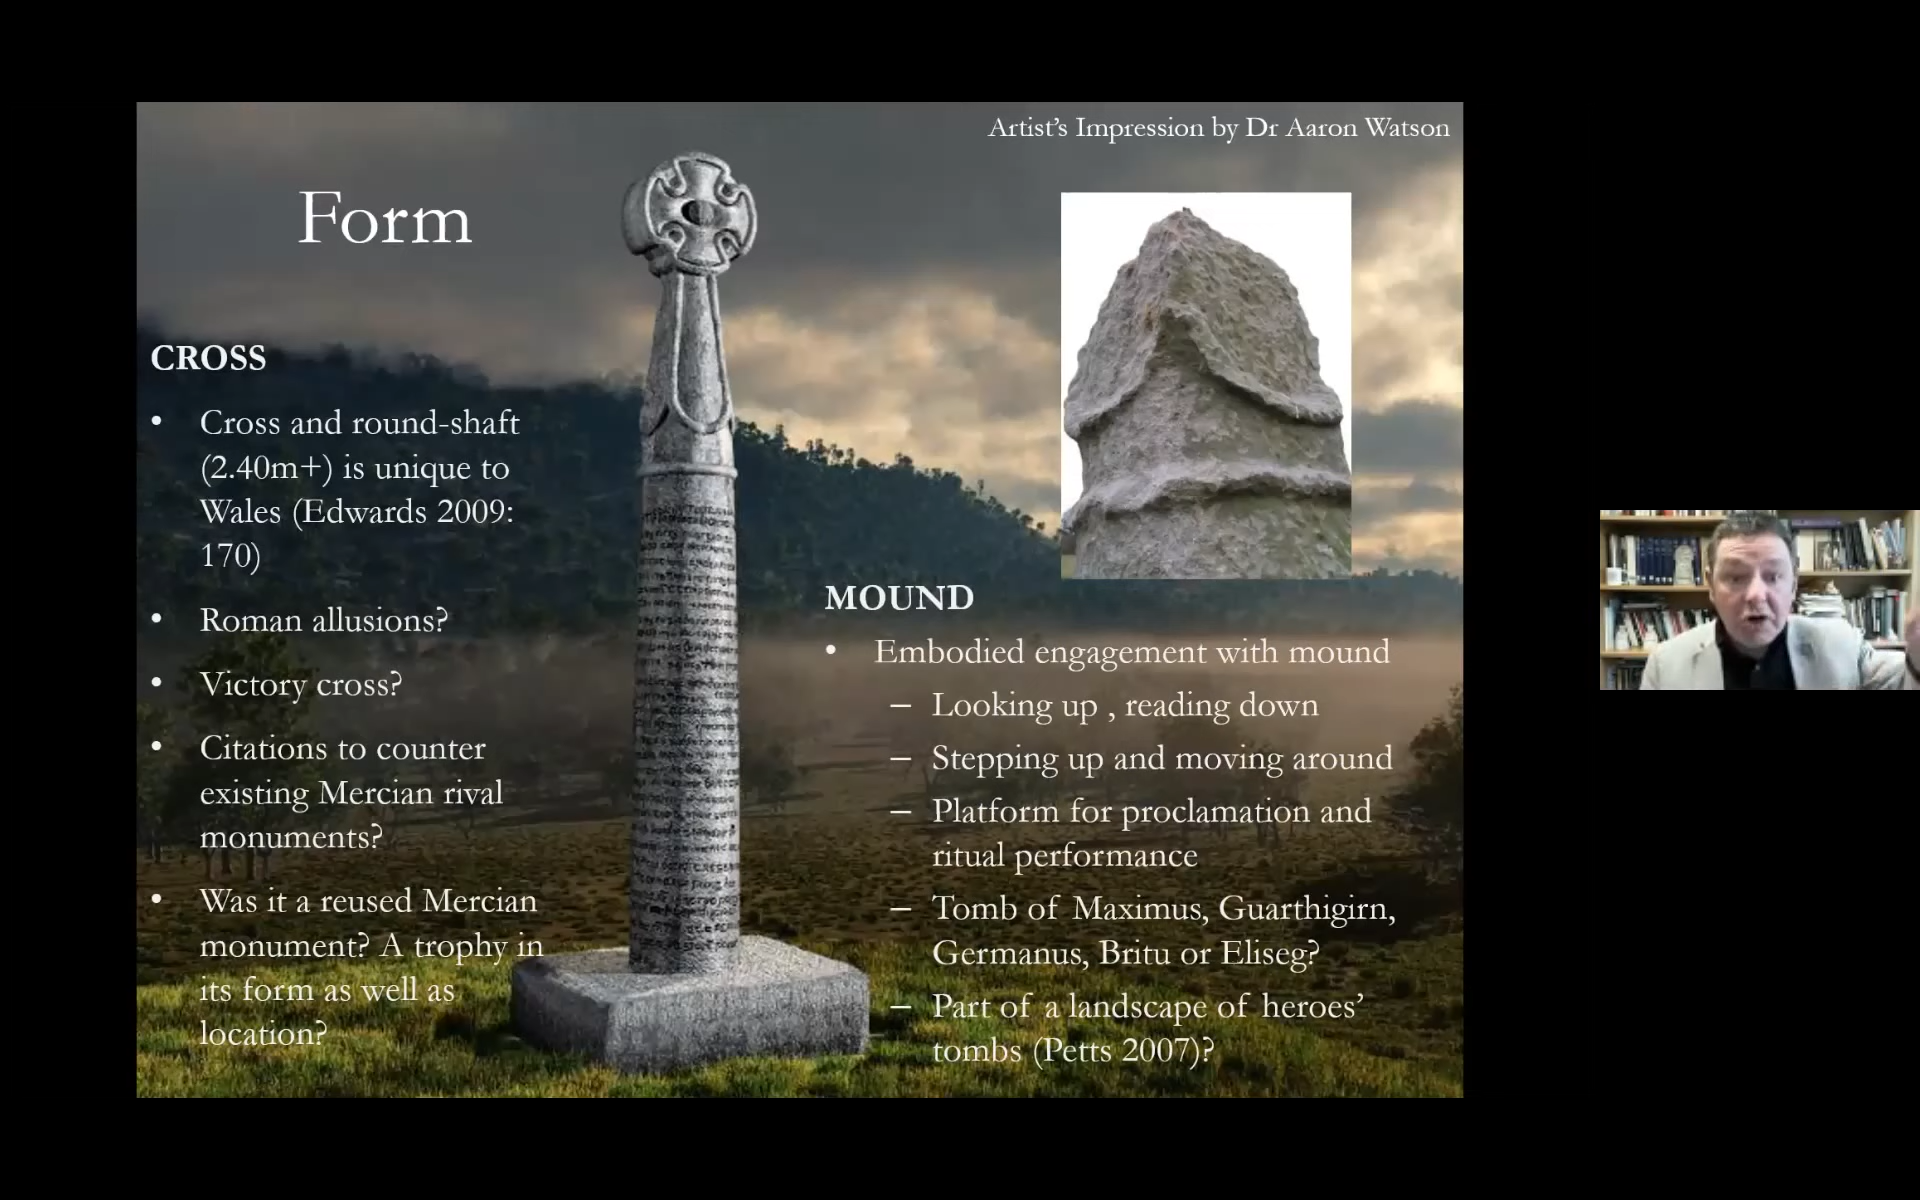 Artist's Impression by Dr Aaron Watson
Form
CROSS
• Cross and round-shaft
(2.40m+) is unique to
Wales (Edwards 2009:
170)
• Roman allusions?
• Victory cross?
• Citations to counter
existing Mercian rival
monuments?
• Was it a reused Mercian
monument? A trophy in
its form as well as
location?
MOUND
• Embodied engagement with mound
– Looking up , reading down
– Stepping up and moving around
– Platform for proclamation and
ritual performance
– Tomb of Maximus, Guarthigirn,
Germanus, Britu or Eliseg?
– Part of a landscape of heroes'
tombs (Petts 2007)?